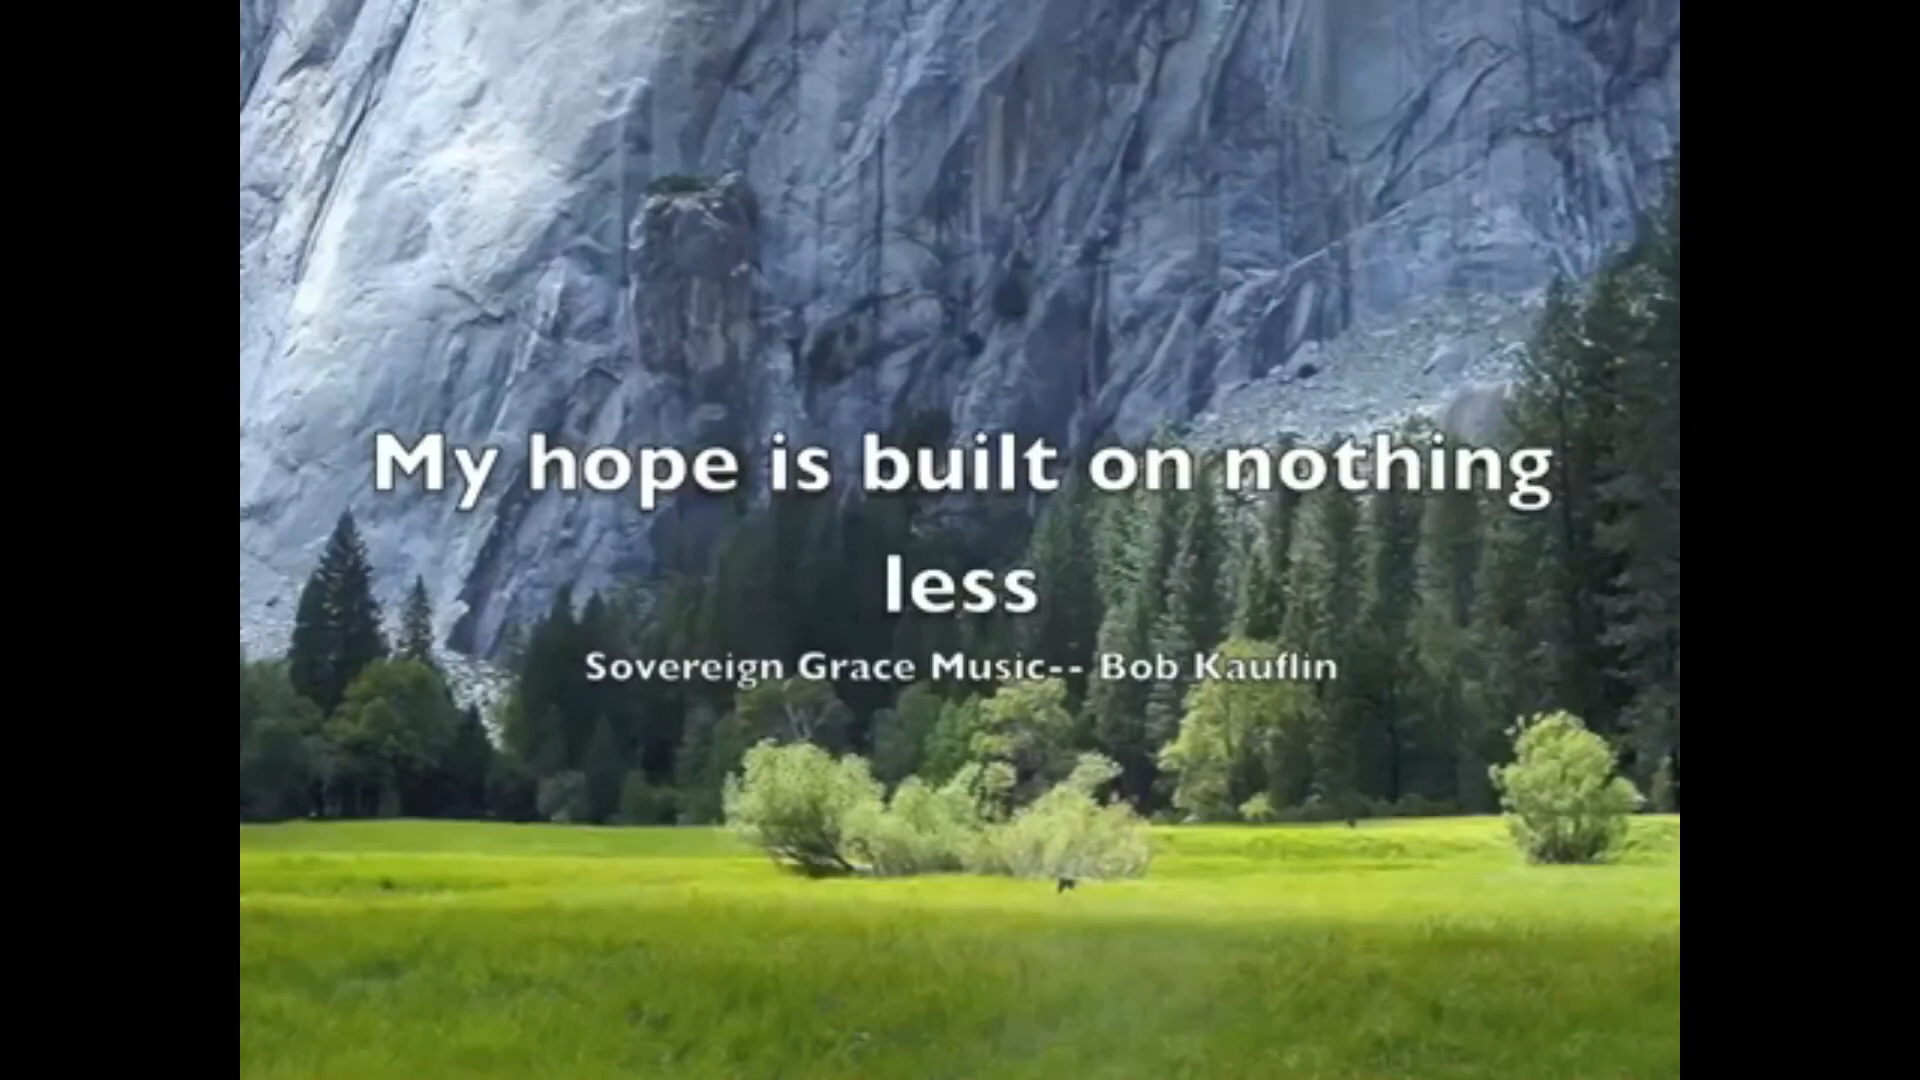 My hope is built on nothing
less
Sovereign Grace Music-- Bob Kauflin